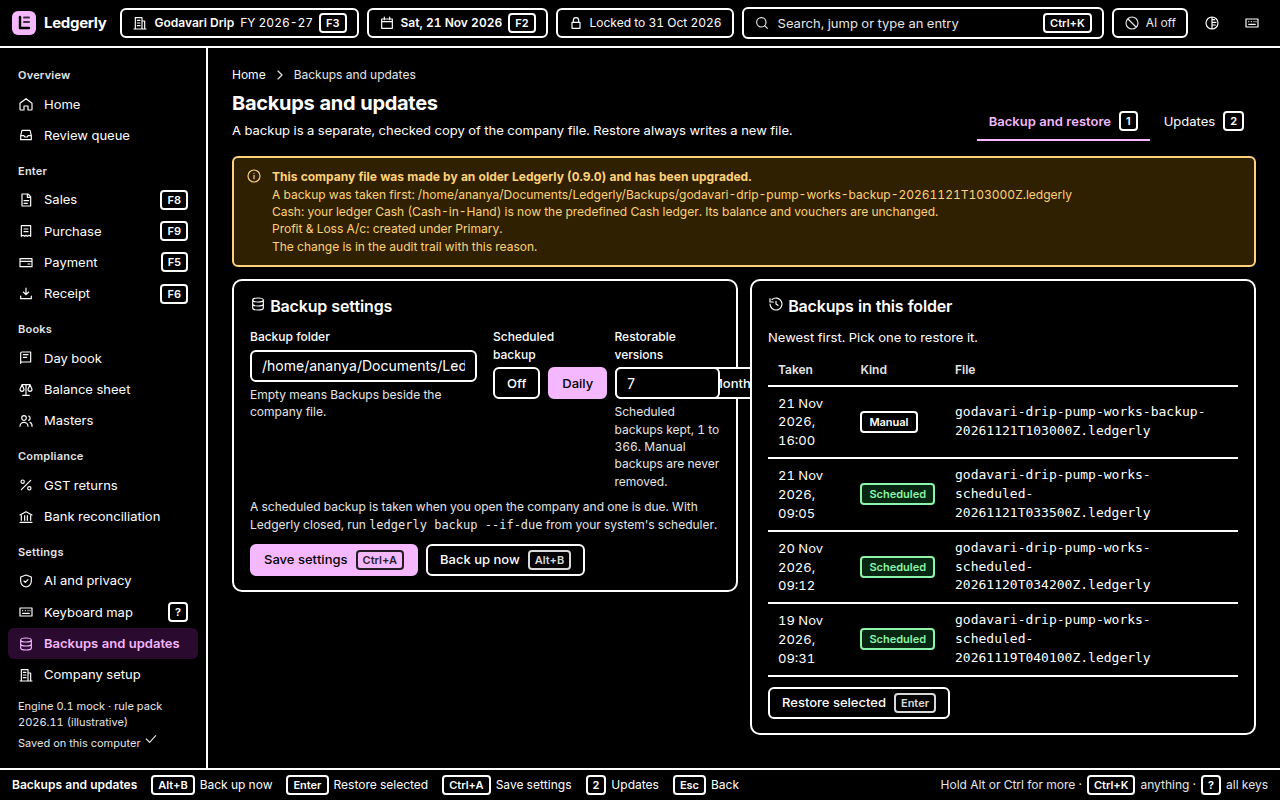 Ledgerly
Godavari Drip FY 2026-27 F3
Sat, 21 Nov 2026 F2
Locked to 31 Oct 2026
Search, jump or type an entry Ctrl+K
AI off
Overview
Home
Review queue
Enter
Sales F8
Purchase F9
Payment F5
Receipt F6
Books
Day book
Balance sheet
Masters
Compliance
GST returns
Bank reconciliation
Settings
AI and privacy
Keyboard map ?
Backups and updates
Company setup
Engine 0.1 mock · rule pack
2026.11 (illustrative)
Saved on this computer
Home > Backups and updates
Backups and updates
A backup is a separate, checked copy of the company file. Restore always writes a new file.
Backup and restore 1
Updates 2
This company file was made by an older Ledgerly (0.9.0) and has been upgraded.
A backup was taken first: /home/ananya/Documents/Ledgerly/Backups/godavari-drip-pump-works-backup-20261121T103000Z.ledgerly
Cash: your ledger Cash (Cash-in-Hand) is now the predefined Cash ledger. Its balance and vouchers are unchanged.
Profit & Loss A/c: created under Primary.
The change is in the audit trail with this reason.
Backup settings
Backup folder
/home/ananya/Documents/Led
Empty means Backups beside the
company file.
Scheduled
backup
Off Daily
Restorable
versions
7
Scheduled
backups kept, 1 to
366. Manual
backups are never
removed.
A scheduled backup is taken when you open the company and one is due. With
Ledgerly closed, run ledgerly backup --if-due from your system's scheduler.
Save settings Ctrl+A
Back up now Alt+B
Backups in this folder
Newest first. Pick one to restore it.
Taken Kind File
21 Nov
2026,
16:00
Manual
godavari-drip-pump-works-backup-
20261121T103000Z.ledgerly
21 Nov
2026,
09:05
Scheduled
godavari-drip-pump-works-
scheduled-
20261121T033500Z.ledgerly
20 Nov
2026,
09:12
Scheduled
godavari-drip-pump-works-
scheduled-
20261120T034200Z.ledgerly
19 Nov
2026,
09:31
Scheduled
godavari-drip-pump-works-
scheduled-
20261119T040100Z.ledgerly
Restore selected Enter
Backups and updates Alt+B Back up now Enter Restore selected Ctrl+A Save settings 2 Updates Esc Back
Hold Alt or Ctrl for more · Ctrl+K anything · ? all keys